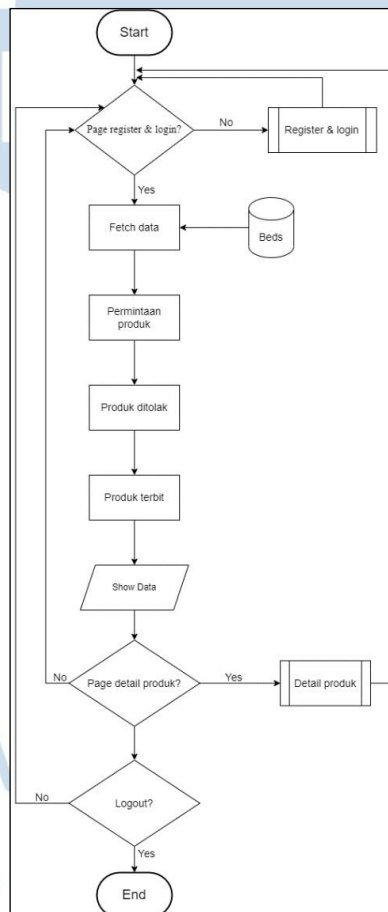 Start
Page register & login?
No
Register & login
Yes
Fetch data
Beds
Permintaan
produk
Produk ditolak
Produk terbit
Show Data
No
Page detail produk?
Yes
Detail produk
No
Logout?
Yes
End